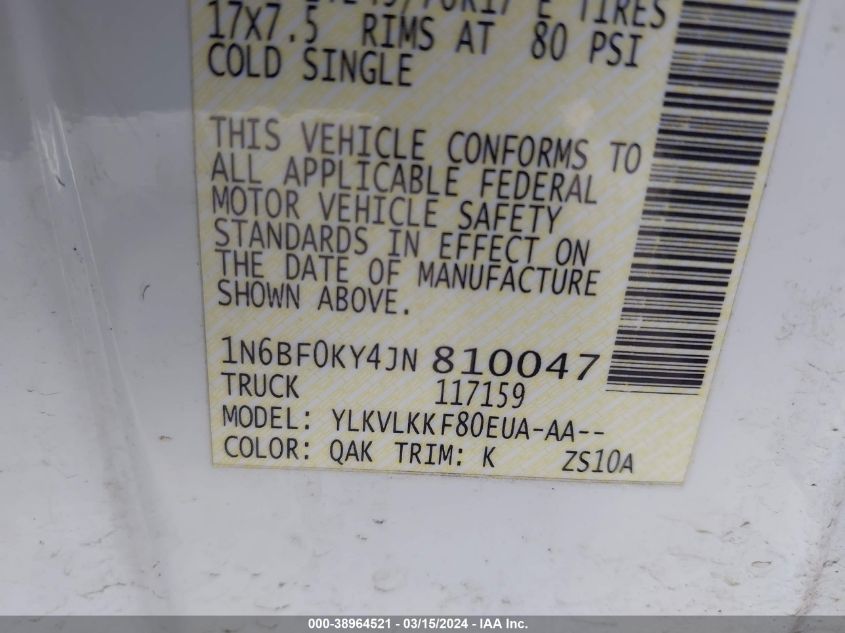 E TIRES
17X7.5 RIMS AT 80 PSI
COLD SINGLE
THIS VEHICLE CONFORMS TO
ALL APPLICABLE FEDERAL
MOTOR VEHICLE SAFETY
STANDARDS IN EFFECT ON
THE DATE OF MANUFACTURE
SHOWN ABOVE.
1N6BF0KY4JN 810047
TRUCK 117159
MODEL: YLKVLKKF80EUA-AA--
COLOR: QAK TRIM: K ZS10A
000-38964521 - 03/15/2024 - IAA Inc.